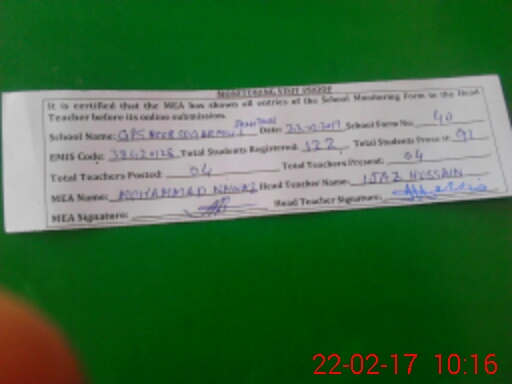 MONITORING VISIT PROOF
It is certified that the MEA has shown all entries of the School Monitoring Form to the Head
Teacher before its online submission.
School Name: GPS Date: 22-02-2017 School Form No: 40
EMIS Code: Total Students Registered: 122 Total Students Present: 91
Total Teachers Posted: 04 Total Teachers Present: 04
MEA Name: MOHAMMAD NAWAZ Head Teacher Name: IJAZ HUSSAIN
MEA Signature: Head Teacher Signature:
22-02-17 10:16